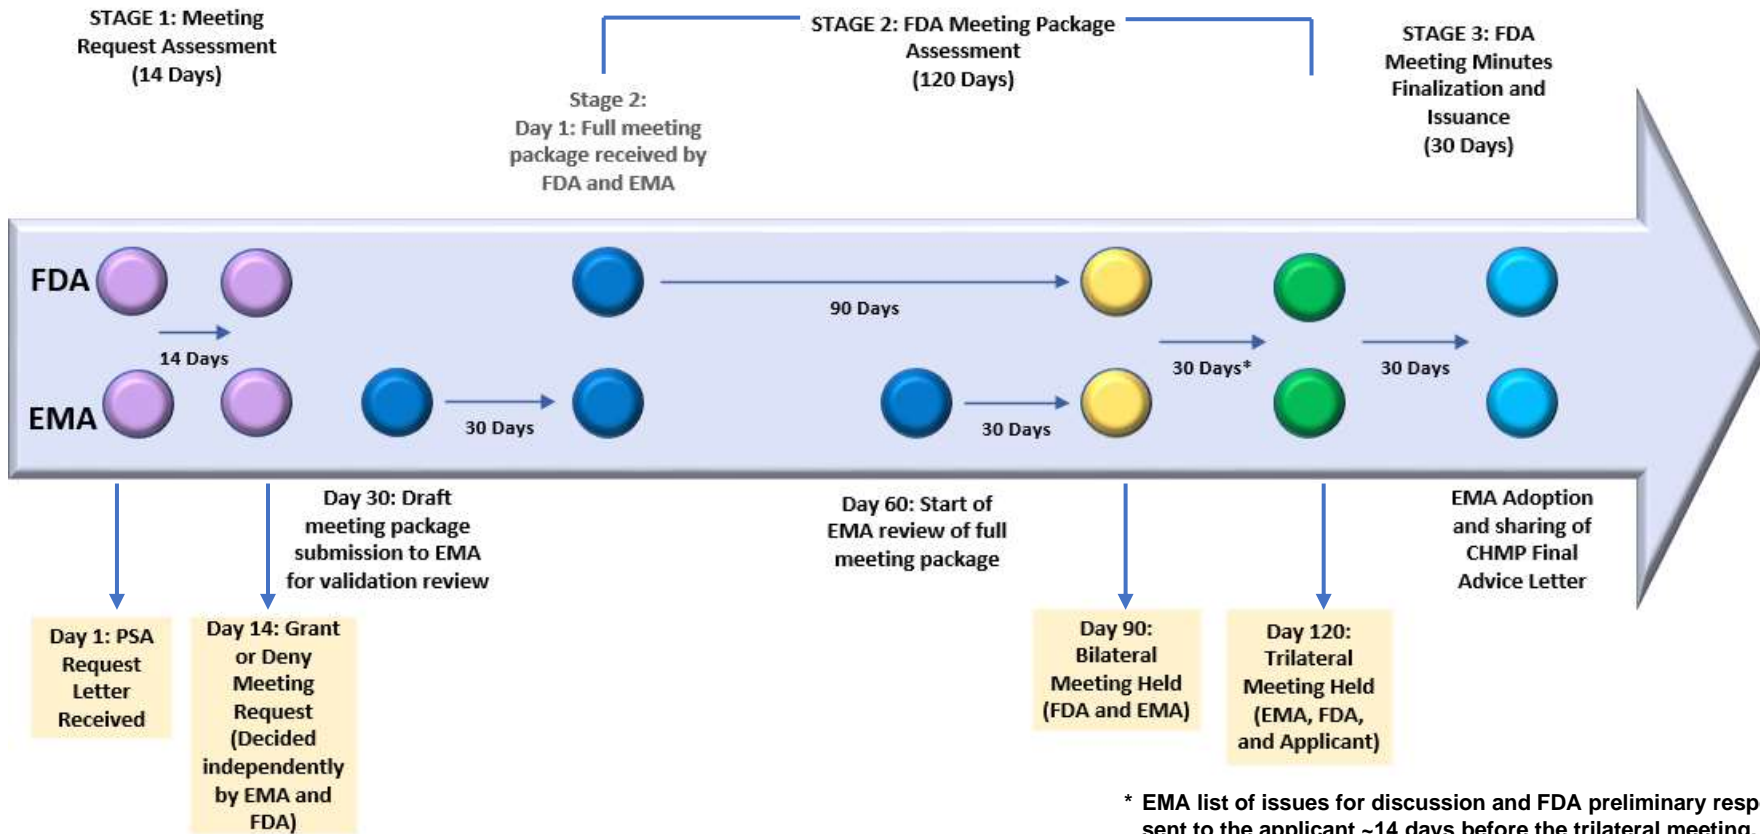 STAGE 1: Meeting
Request Assessment
(14 Days)
STAGE 2: FDA Meeting Package
Assessment
(120 Days)
STAGE 3: FDA
Meeting Minutes
Finalization and
Issuance
(30 Days)
Stage 2:
Day 1: Full meeting
package received by
FDA and EMA
FDA
90 Days
14 Days
30 Days*
30 Days
EMA
30 Days
30 Days
Day 30: Draft
meeting package
submission to EMA
for validation review
Day 60: Start of
EMA review of full
meeting package
EMA Adoption
and sharing of
CHMP Final
Advice Letter
Day 1: PSA
Request
Letter
Received
Day 14: Grant
or Deny
Meeting
Request
(Decided
independently
by EMA and
FDA)
Day 90:
Bilateral
Meeting Held
(FDA and EMA)
Day 120:
Trilateral
Meeting Held
(EMA, FDA,
and Applicant)
* EMA list of issues for discussion and FDA preliminary resp
sent to the applicant ~14 days before the trilateral meeting.